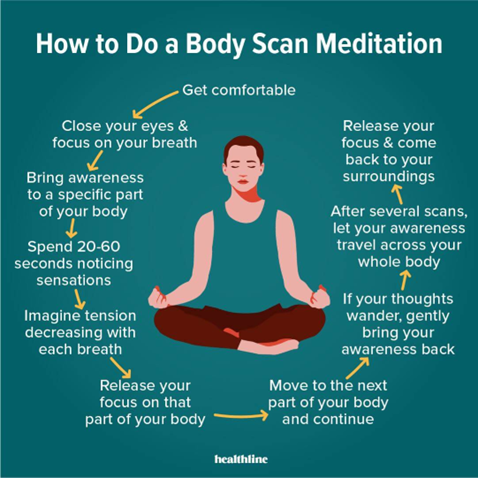 How to Do a Body Scan Meditation
Get comfortable
Close your eyes &
focus on your breath
Bring awareness
to a specific part
of your body
Spend 20-60
seconds noticing
sensations
Imagine tension
decreasing with
each breath
Release your
focus on that
part of your body
Move to the next
part of your body
and continue
If your thoughts
wander, gently
bring your
awareness back
After several scans,
let your awareness
travel across your
whole body
Release your
focus & come
back to your
surroundings
healthline